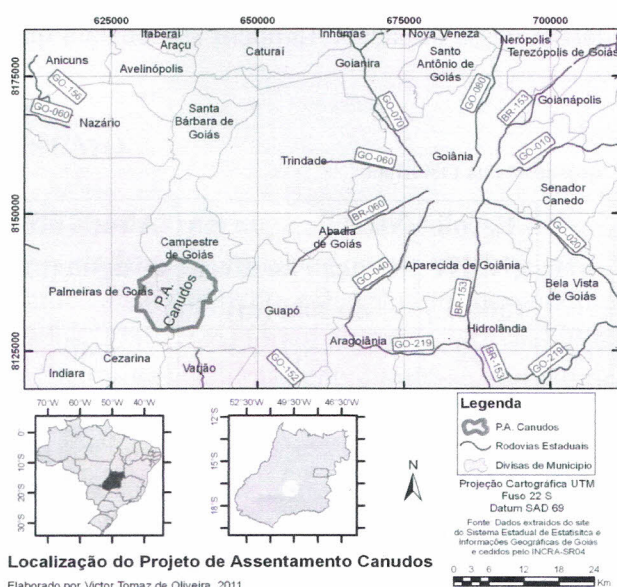 625000 650000 675000 700000
Itaberaí
Araçu
Inhumas
Nova Veneza
Nerópolis
Anicuns
Avelinópolis
Caturaí
Goianira
Santo
Antônio de
Goiás
Terezópolis de Goiás
8175000
GO-156
GO-060
Nazário
Santa
Bárbara de
Goiás
GO-070
GO-080
BR-153
Goianápolis
Trindade
GO-060
Goiânia
GO-010
Senador
Canedo
8150000
BR-060
Abadia
de Goiás
GO-020
Campestre
de Goiás
Palmeiras de Goiás
P.A.
Canudos
GO-040
Aparecida de Goiânia
BR-153
Bela Vista
de Goiás
Guapó
Hidrolândia
8125000
Cezarina
Indiara
Varjão
GO-152
Aragoiânia
GO-219
BR-153
GO-219
70°W 60°W 50°W 40°W
0°
10°S
20°S
30°S
52°30'W 49°30'W 46°30'W
12°S
15°S
18°S
N
Legenda
P.A. Canudos
Rodovias Estaduais
Divisas de Município
Projeção Cartográfica UTM
Fuso 22 S
Datum SAD 69
Fonte: Dados extraídos do site
do Sistema Estadual de Estatísitca e
Informações Geográficas de Goiás
e cedidos pelo INCRA-SR04
0 3 6 12 18 24
Km
Localização do Projeto de Assentamento Canudos
Elaborado por Victor Tomaz de Oliveira, 2011